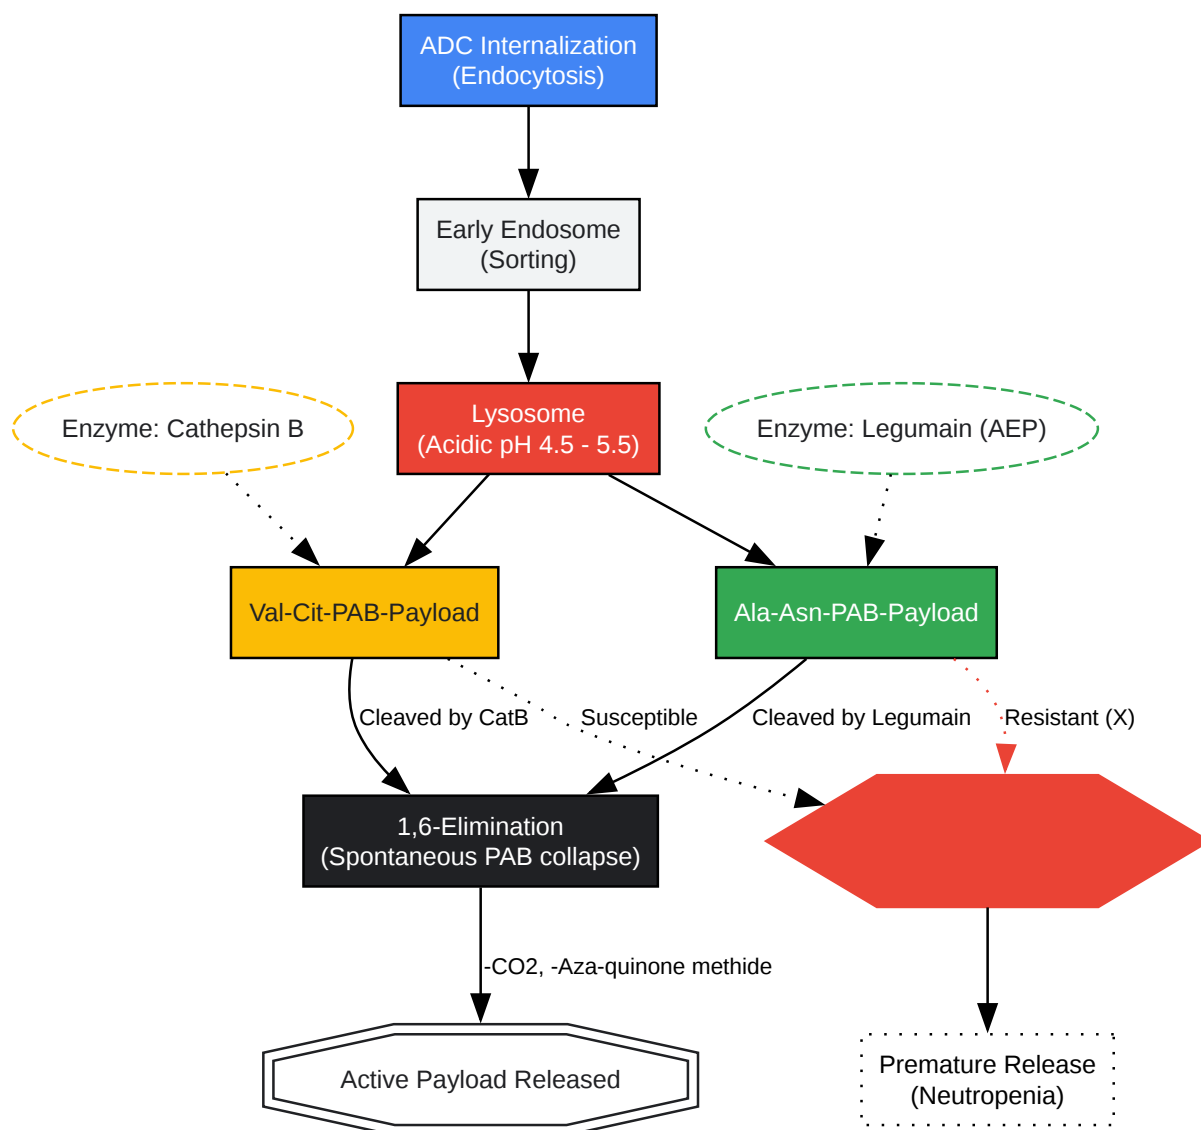 ADC Internalization
(Endocytosis)
Early Endosome
(Sorting)
Enzyme: Cathepsin B
Lysosome
(Acidic pH 4.5 - 5.5)
Enzyme: Legumain (AEP)
Val-Cit-PAB-Payload
Ala-Asn-PAB-Payload
Cleaved by CatB
Susceptible
Cleaved by Legumain
Resistant (X)
1,6-Elimination
(Spontaneous PAB collapse)
-CO2, -Aza-quinone methide
Active Payload Released
Premature Release
(Neutropenia)